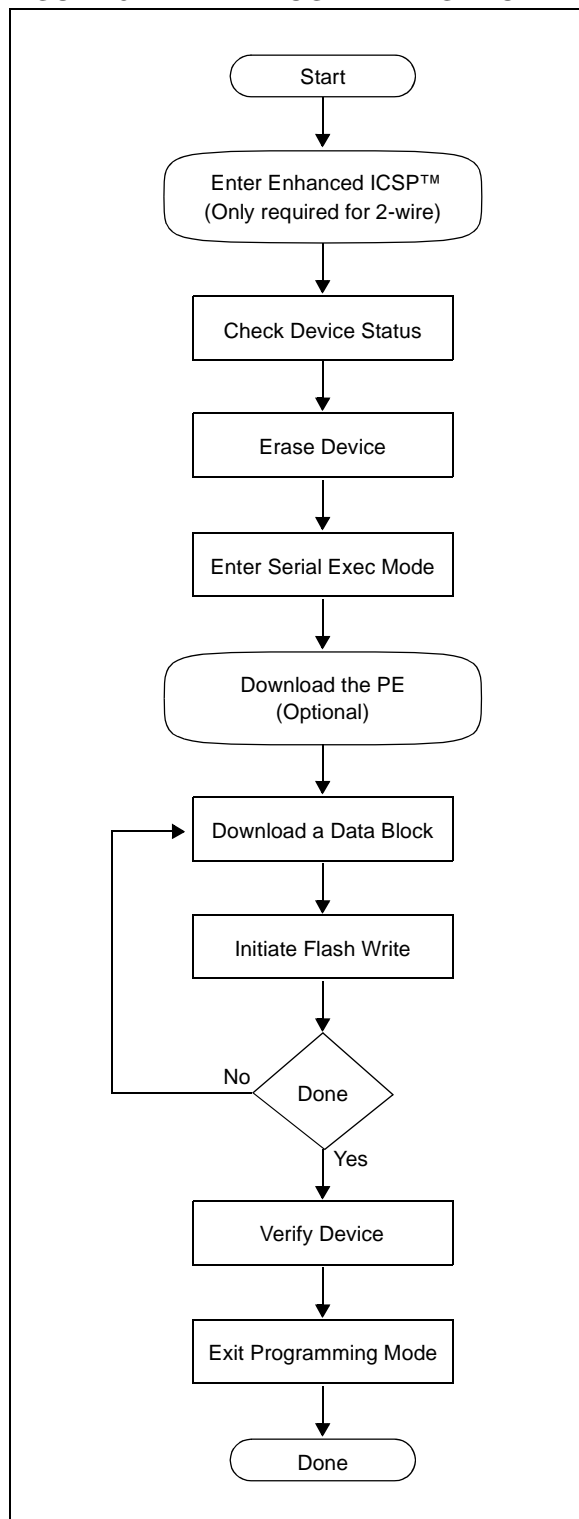 Start
Enter Enhanced ICSP™
(Only required for 2-wire)
Check Device Status
Erase Device
Enter Serial Exec Mode
Download the PE
(Optional)
Download a Data Block
Initiate Flash Write
No
Done
Yes
Verify Device
Exit Programming Mode
Done